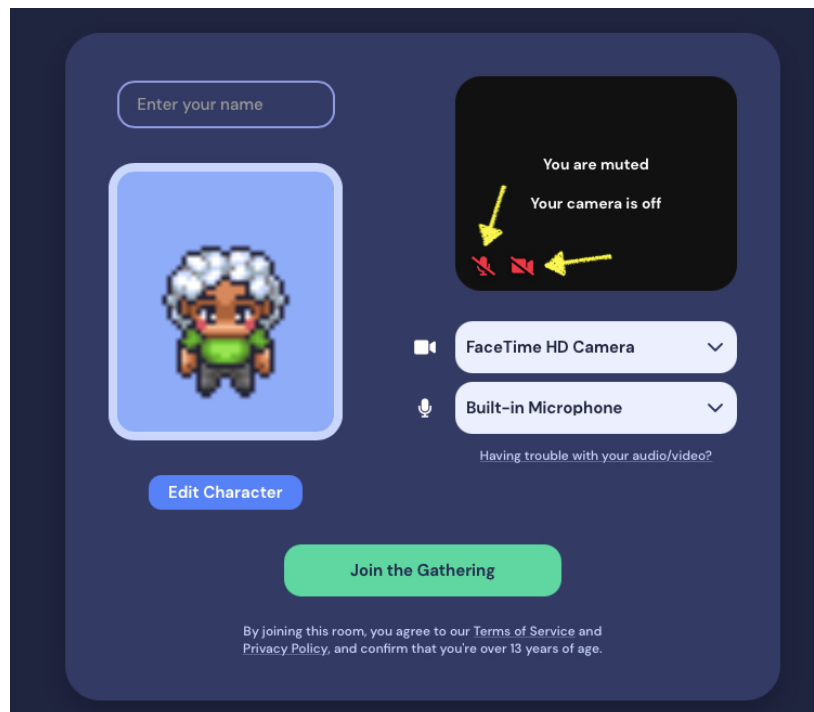 Enter your name
You are muted
Your camera is off
FaceTime HD Camera
Built-in Microphone
Having trouble with your audio/video?
Edit Character
Join the Gathering
By joining this room, you agree to our Terms of Service and
Privacy Policy, and confirm that you're over 13 years of age.